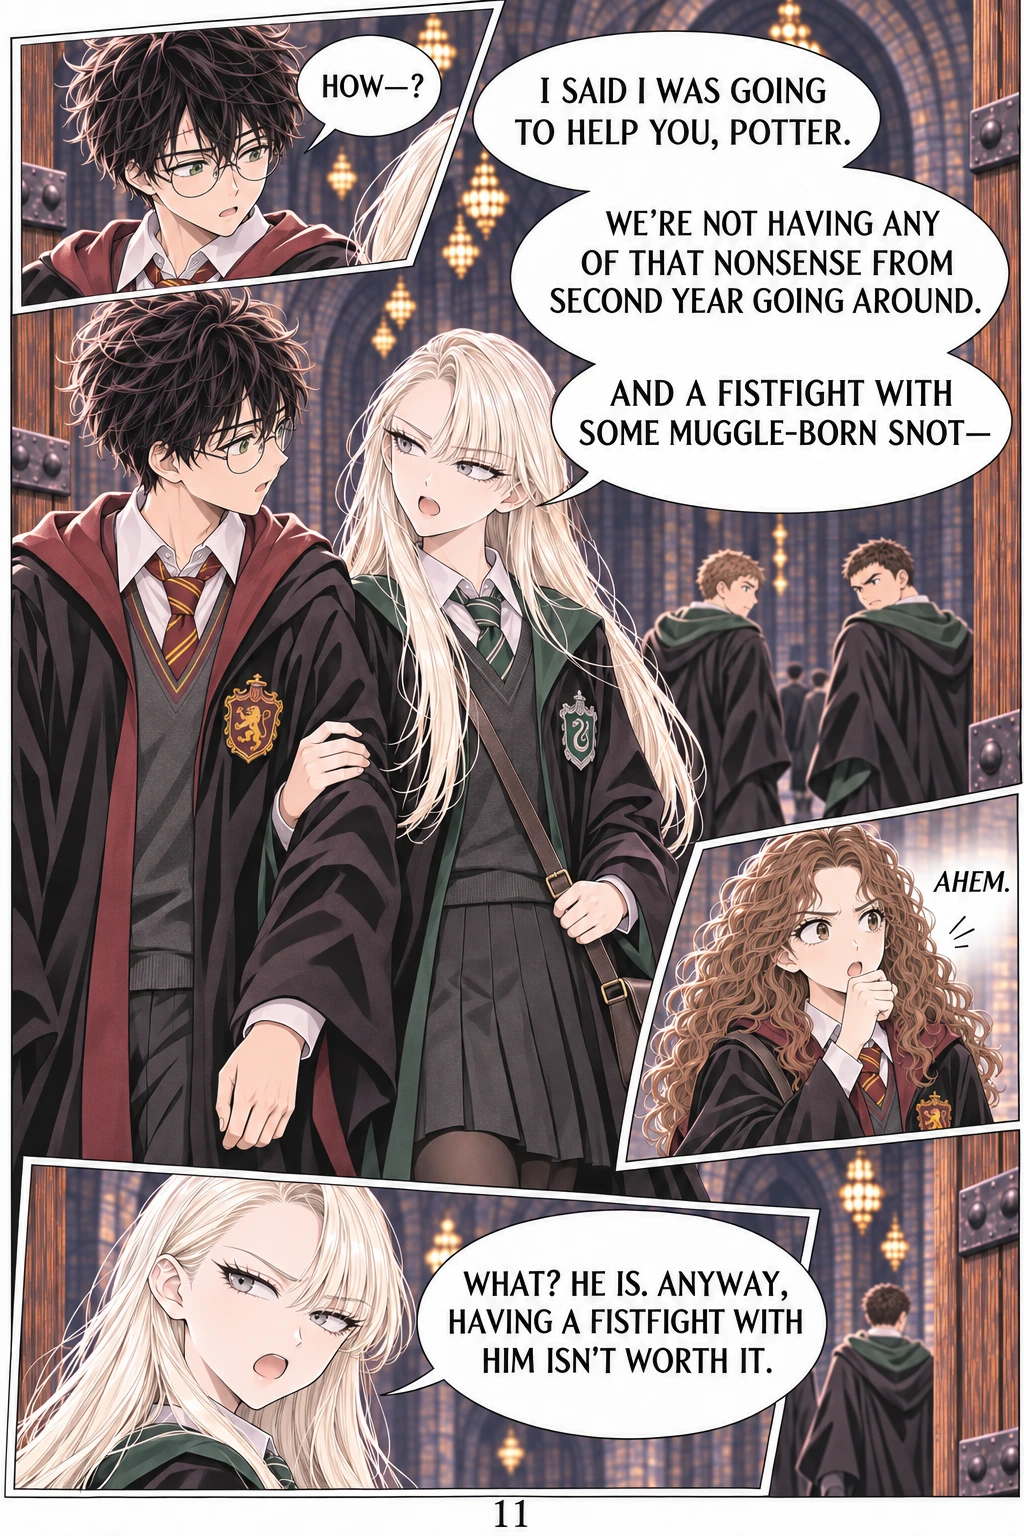 HOW—?
I SAID I WAS GOING
TO HELP YOU, POTTER.
WE'RE NOT HAVING ANY
OF THAT NONSENSE FROM
SECOND YEAR GOING AROUND.
AND A FISTFIGHT WITH
SOME MUGGLE-BORN SNOT—
AHEM.
WHAT? HE IS. ANYWAY,
HAVING A FISTFIGHT WITH
HIM ISN'T WORTH IT.
11